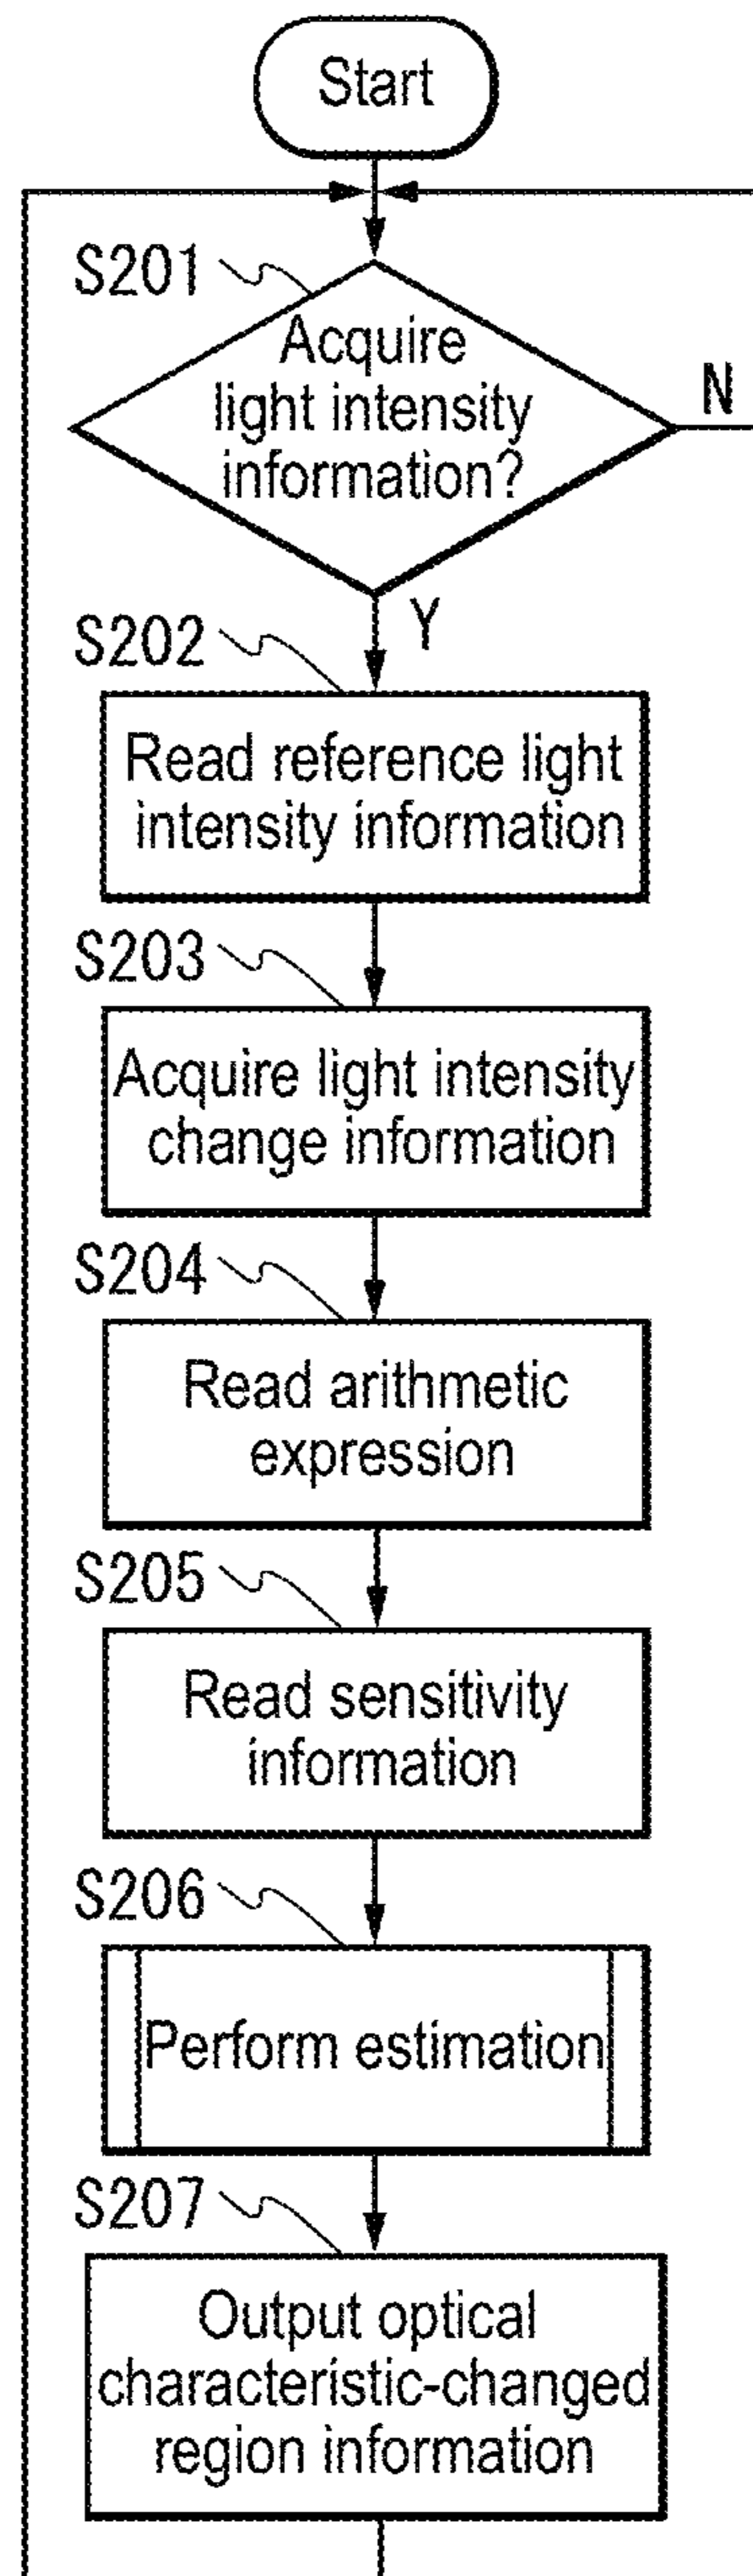 Start
S201
Acquire
light intensity
information?
N
Y
S202
Read reference light
intensity information
S203
Acquire light intensity
change information
S204
Read arithmetic
expression
S205
Read sensitivity
information
S206
Perform estimation
S207
Output optical
characteristic-changed
region information